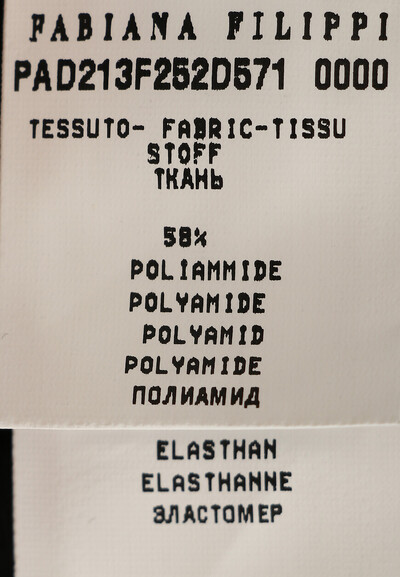 FABIANA FILIPPI
PAD213F252D571 0000
TESSUTO- FABRIC-TISSU
STOFF
ТКАНЬ
58%
POLIAMMIDE
POLYAMIDE
POLYAMID
POLYAMIDE
ПОЛИАМИД
ELASTHAN
ELASTHANNE
ЭЛАСТОМЕР